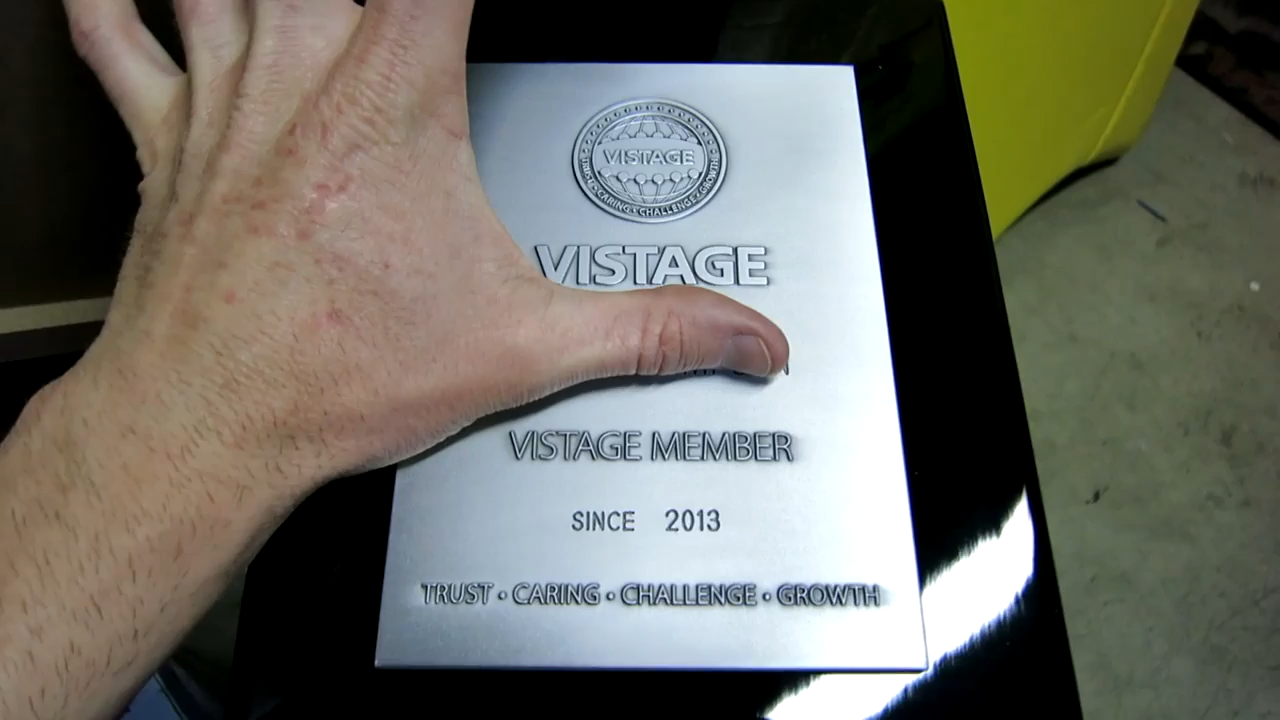 VISTAGE
TRUST • CARING • CHALLENGE • GROWTH
VISTAGE
VISTAGE MEMBER
SINCE 2013
TRUST • CARING • CHALLENGE • GROWTH